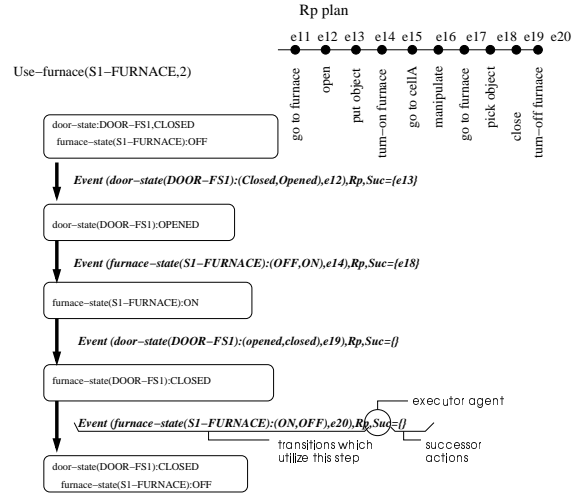 Rp plan
e11 e12 e13 e14 e15 e16 e17 e18 e19 e20
go to furnace
open
put object
turn−on furnace
go to cellA
manipulate
go to furnace
pick object
close
turn−off furnace
Use−furnace(S1−FURNACE,2)
door−state:DOOR−FS1,CLOSED
furnace−state(S1−FURNACE):OFF
Event (door−state(DOOR−FS1):(Closed,Opened),e12),Rp,Suc={e13}
door−state(DOOR−FS1):OPENED
Event (furnace−state(S1−FURNACE):(OFF,ON),e14),Rp,Suc={e18}
furnace−state(S1−FURNACE):ON
Event (door−state(DOOR−FS1):(opened,closed),e19),Rp,Suc={}
furnace−state(DOOR−FS1):CLOSED
executor agent
Event (furnace−state(S1−FURNACE):(ON,OFF),e20),Rp,Suc={}
transitions which
utilize this step
successor
actions
door−state(DOOR−FS1):CLOSED
furnace−state(S1−FURNACE):OFF